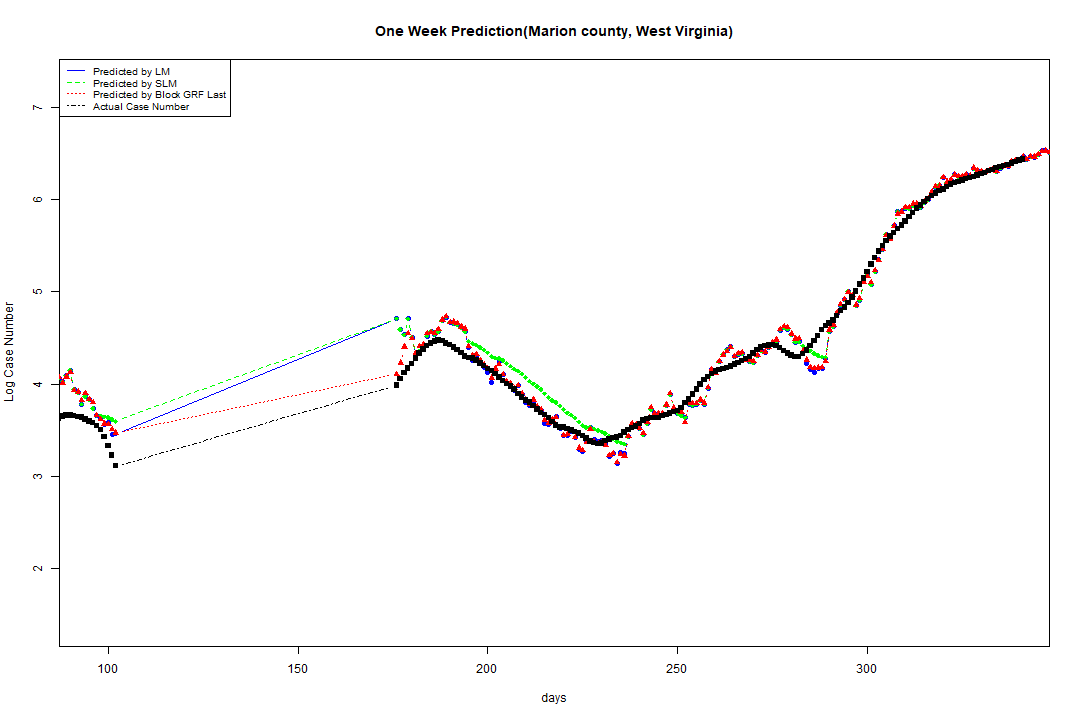 One Week Prediction(Marion county, West Virginia)
Predicted by LM
Predicted by SLM
Predicted by Block GRF Last
Actual Case Number
7
6
5
4
3
2
Log Case Number
100 150 200 250 300
days